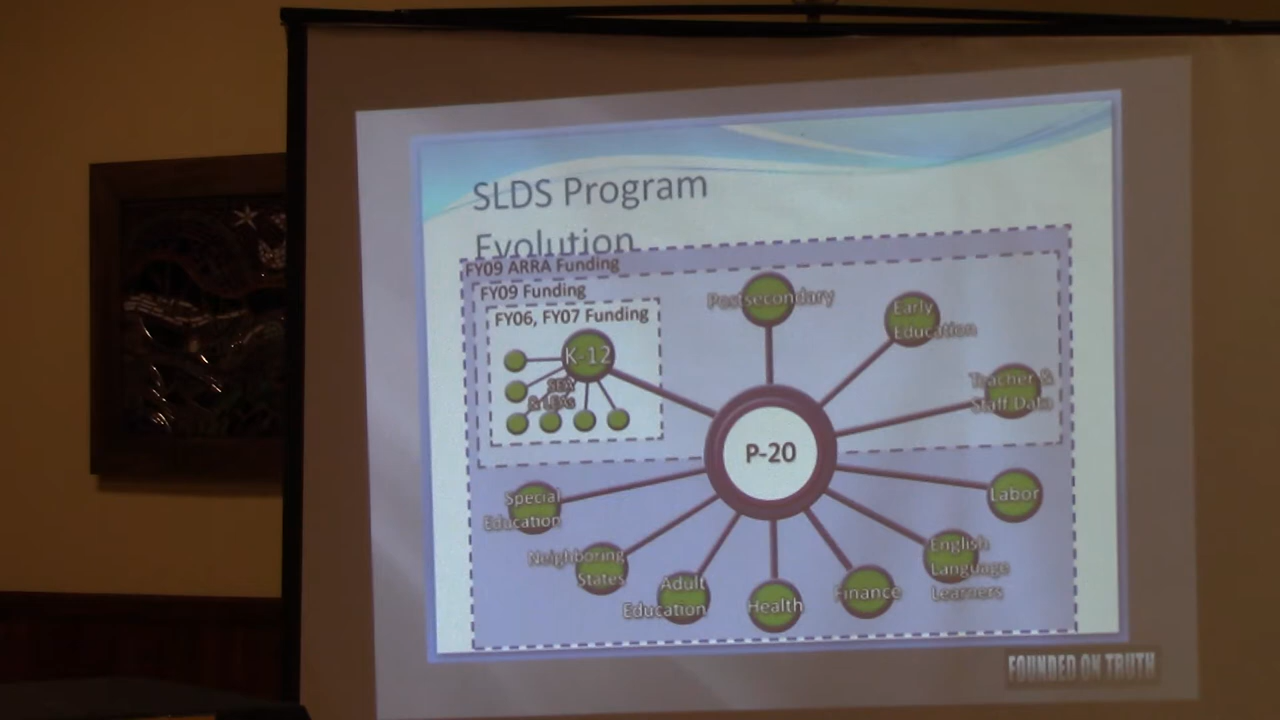 SLDS Program
Evolution
FY09 ARRA Funding
FY09 Funding
FY06, FY07 Funding
K-12
SEA
& LEAs
Postsecondary
Early
Education
Teacher &
Staff Data
P-20
Special
Education
Neighboring
States
Adult
Education
Health
Finance
English
Language
Learners
Labor
FOUNDED ON TRUTH